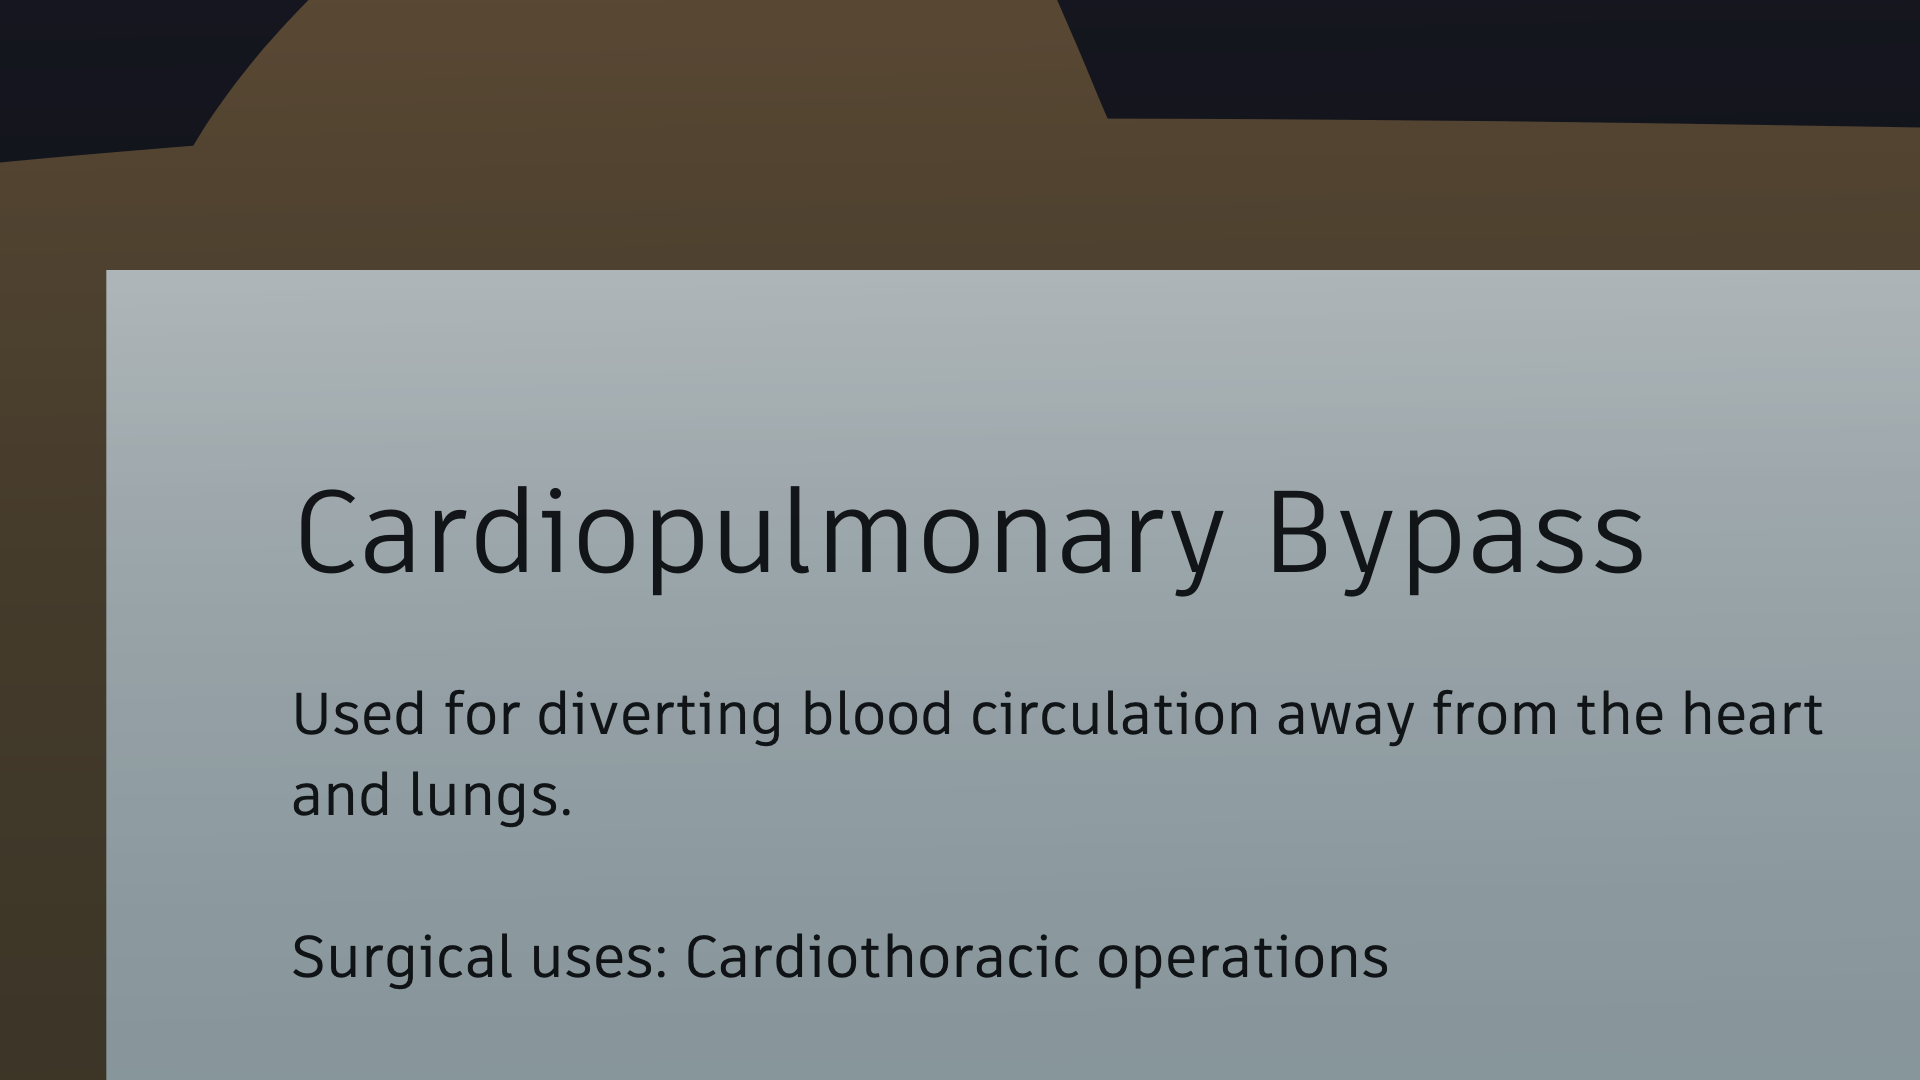 Cardiopulmonary Bypass
Used for diverting blood circulation away from the heart
and lungs.
Surgical uses: Cardiothoracic operations